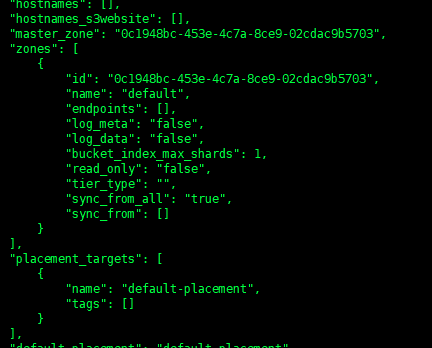 "hostnames": [],
"hostnames_s3website": [],
"master_zone": "0c1948bc-453e-4c7a-8ce9-02cdac9b5703",
"zones": [
{
"id": "0c1948bc-453e-4c7a-8ce9-02cdac9b5703",
"name": "default",
"endpoints": [],
"log_meta": "false",
"log_data": "false",
"bucket_index_max_shards": 1,
"read_only": "false",
"tier_type": "",
"sync_from_all": "true",
"sync_from": []
}
],
"placement_targets": [
{
"name": "default-placement",
"tags": []
}
],
"default_placement": "default-placement"